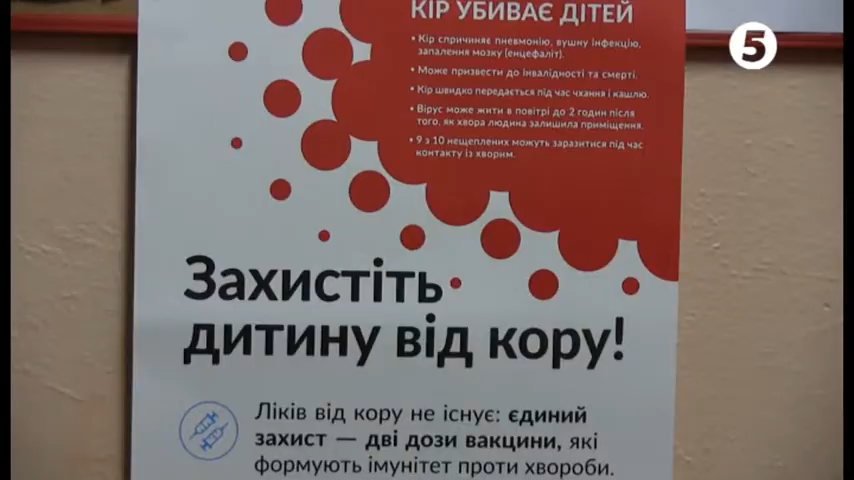 КІР УБИВАЄ ДІТЕЙ
5
• Кір спричиняє пневмонію, вушну інфекцію,
запалення мозку (енцефаліт).
• Може призвести до інвалідності та смерті.
• Кір швидко передається під час чхання і кашлю.
• Вірус може жити в повітрі до 2 годин після
того, як хвора людина залишила приміщення.
• 9 з 10 нещеплених можуть заразитися під час
контакту із хворим.
Захистіть
дитину від кору!
Ліків від кору не існує: єдиний
захист — дві дози вакцини, які
формують імунітет проти хвороби.